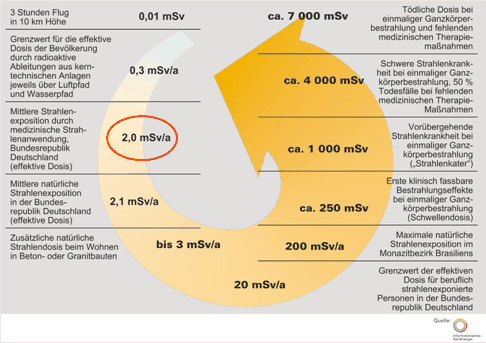 3 Stunden Flug
in 10 km Höhe
0,01 mSv
Grenzwert für die effektive
Dosis der Bevölkerung
durch radioaktive
Ableitungen aus kern-
technischen Anlagen
jeweils über Luftpfad
und Wasserpfad
0,3 mSv/a
Mittlere Strahlen-
exposition durch
medizinische Strah-
lenanwendung,
Bundesrepublik
Deutschland
(effektive Dosis)
2,0 mSv/a
Mittlere natürliche
Strahlenexposition
in der Bundes-
republik Deutschland
(effektive Dosis)
2,1 mSv/a
Zusätzliche natürliche
Strahlendosis beim Wohnen
in Beton- oder Granitbauten
bis 3 mSv/a
20 mSv/a
ca. 7 000 mSv
Tödliche Dosis bei
einmaliger Ganzkörper-
bestrahlung und fehlenden
medizinischen Therapie-
maßnahmen
ca. 4 000 mSv
Schwere Strahlenkrank-
heit bei einmaliger Ganz-
körperbestrahlung, 50 %
Todesfälle bei fehlenden
medizinischen Therapie-
Maßnahmen
ca. 1 000 mSv
Vorübergehende
Strahlenkrankheit bei
einmaliger Ganzkörper-
bestrahlung
(„Strahlenkater“)
ca. 250 mSv
Erste klinisch fassbare
Bestrahlungseffekte
bei einmaliger Ganz-
körperbestrahlung
(Schwellendosis)
200 mSv/a
Maximale natürliche
Strahlenexposition im
Monazitbezirk Brasiliens
Grenzwert der effektiven
Dosis für beruflich
strahlenexponierte
Personen in der Bundes-
republik Deutschland
Quelle:
Informationskreis
KernEnergie